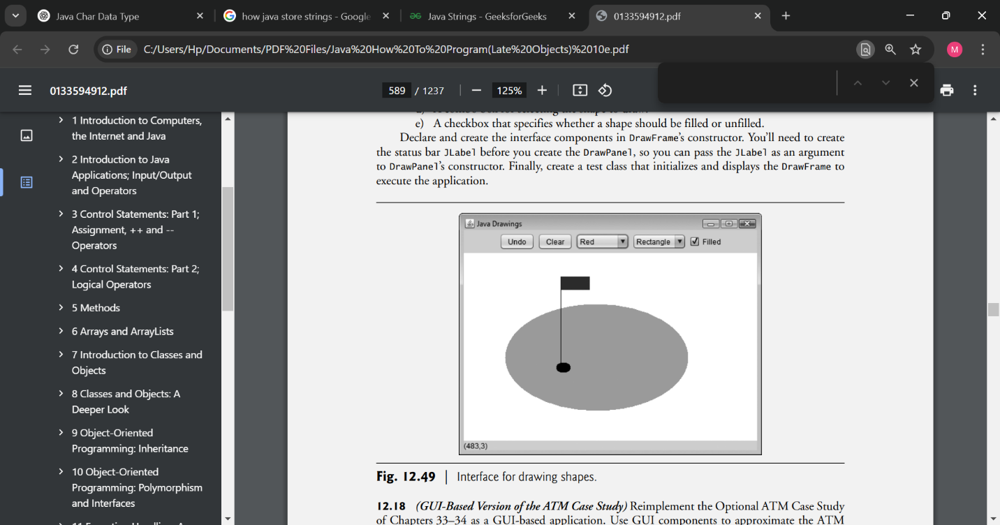 Java Char Data Type
how java store strings - Google
Java Strings - GeeksforGeeks
0133594912.pdf
File
C:/Users/Hp/Documents/PDF%20Files/Java%20How%20To%20Program(Late%20Objects)%2010e.pdf
M
0133594912.pdf
589 / 1237
125%
1 Introduction to Computers,
the Internet and Java
2 Introduction to Java
Applications; Input/Output
and Operators
3 Control Statements: Part 1;
Assignment, ++ and --
Operators
4 Control Statements: Part 2;
Logical Operators
5 Methods
6 Arrays and ArrayLists
7 Introduction to Classes and
Objects
8 Classes and Objects: A
Deeper Look
9 Object-Oriented
Programming: Inheritance
10 Object-Oriented
Programming: Polymorphism
and Interfaces
e) A checkbox that specifies whether a shape should be filled or unfilled.
Declare and create the interface components in DrawFrame's constructor. You'll need to create
the status bar JLabel before you create the DrawPanel, so you can pass the JLabel as an argument
to DrawPanel's constructor. Finally, create a test class that initializes and displays the DrawFrame to
execute the application.
Java Drawings
Undo
Clear
Red
Rectangle
Filled
(483,3)
Fig. 12.49 | Interface for drawing shapes.
12.18 (GUI-Based Version of the ATM Case Study) Reimplement the Optional ATM Case Study
of Chapters 33–34 as a GUI-based application. Use GUI components to approximate the ATM